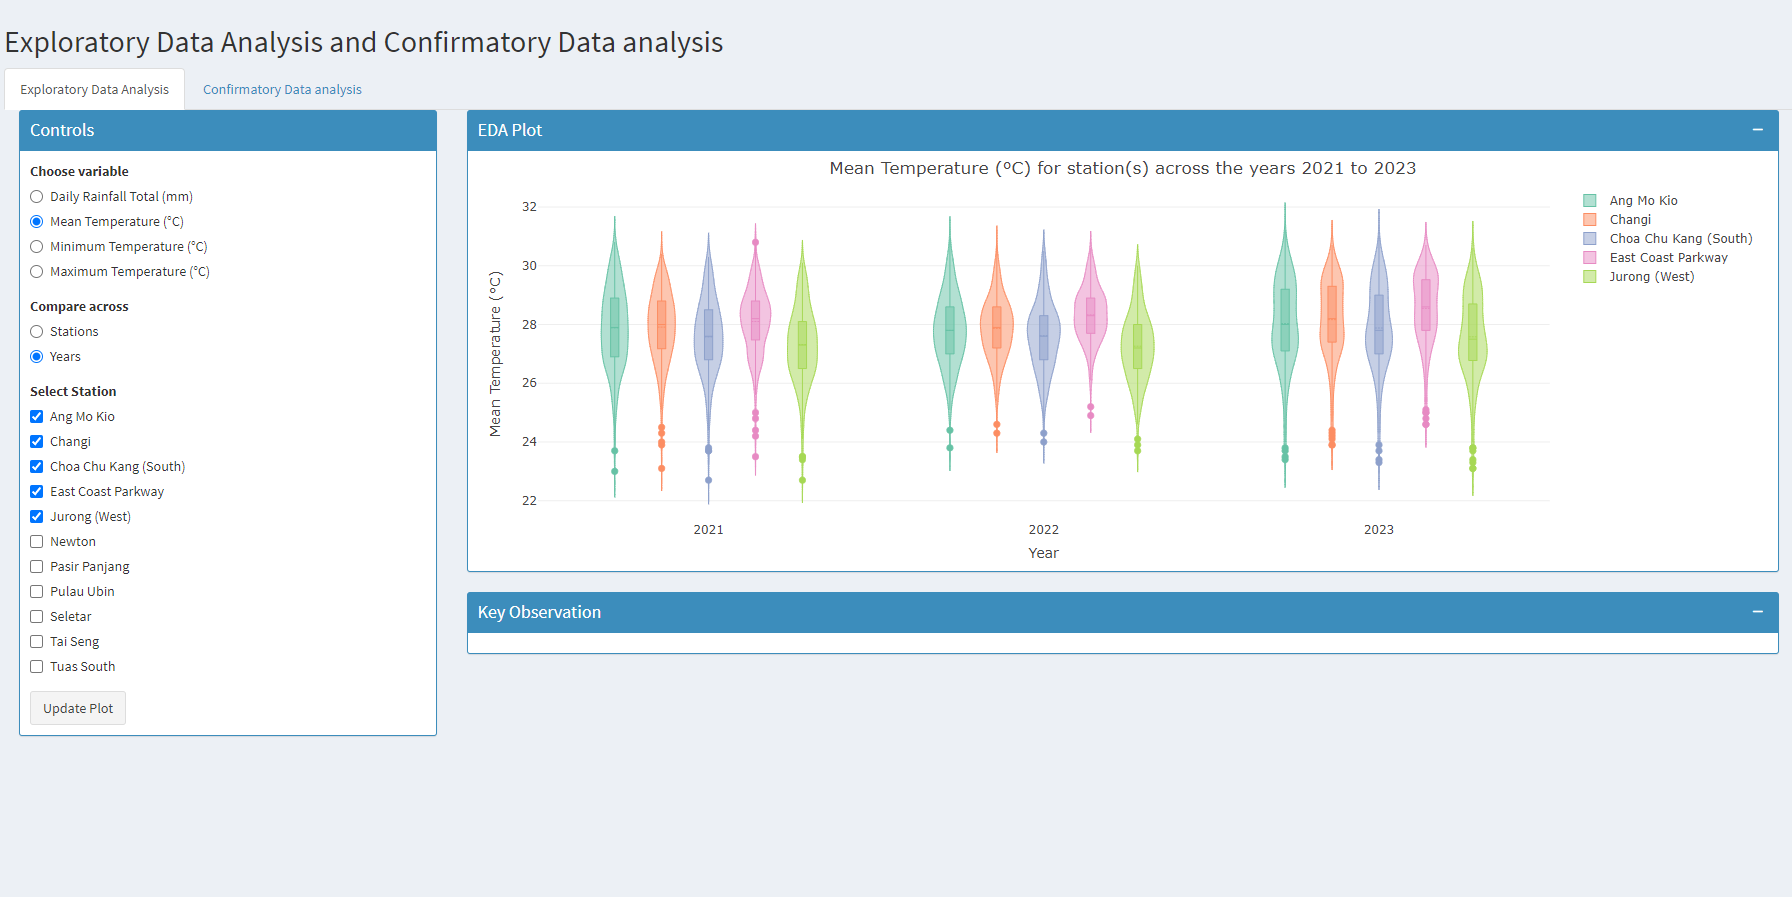 Exploratory Data Analysis and Confirmatory Data analysis
Exploratory Data Analysis
Confirmatory Data analysis
Controls
Choose variable
Daily Rainfall Total (mm)
Mean Temperature (°C)
Minimum Temperature (°C)
Maximum Temperature (°C)
Compare across
Stations
Years
Select Station
Ang Mo Kio
Changi
Choa Chu Kang (South)
East Coast Parkway
Jurong (West)
Newton
Pasir Panjang
Pulau Ubin
Seletar
Tai Seng
Tuas South
Update Plot
EDA Plot
Mean Temperature (°C) for station(s) across the years 2021 to 2023
Mean Temperature (°C)
32
30
28
26
24
22
2021
2022
2023
Year
Ang Mo Kio
Changi
Choa Chu Kang (South)
East Coast Parkway
Jurong (West)
Key Observation